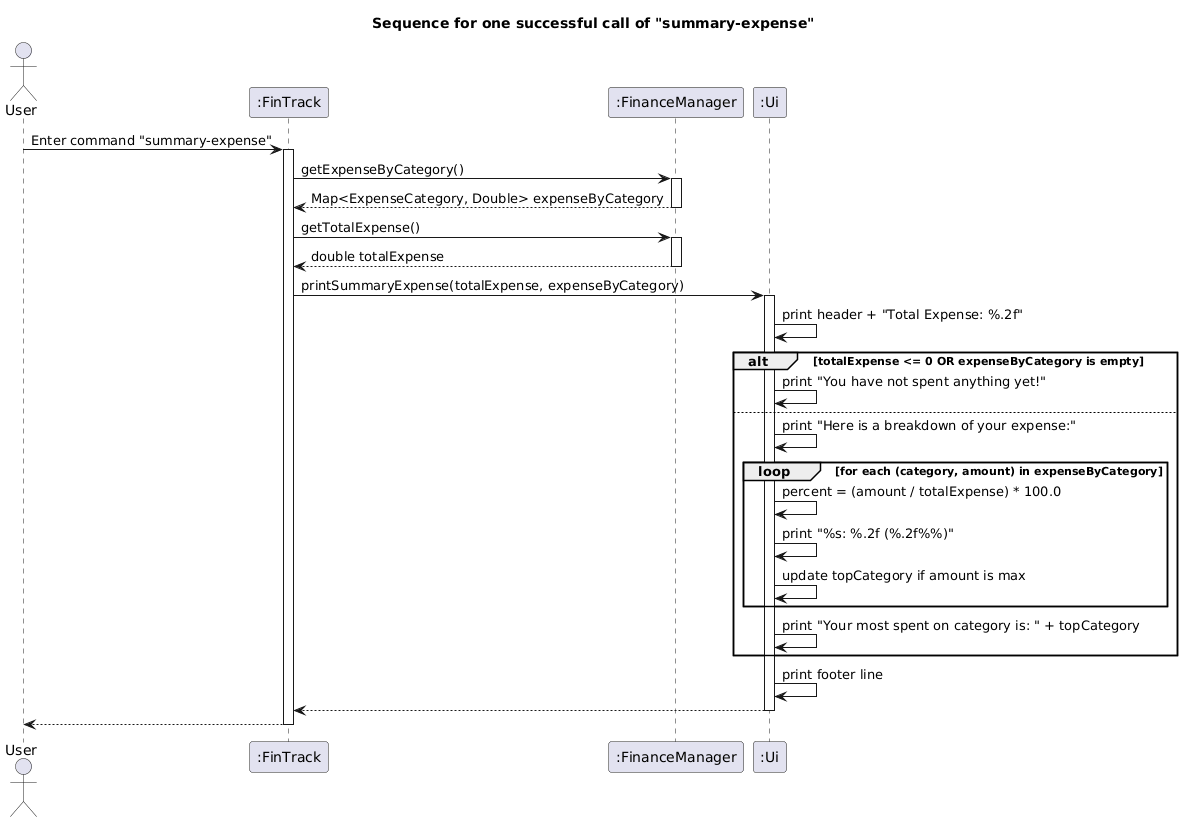 Sequence for one successful call of "summary-expense"
User
:FinTrack
:FinanceManager
:Ui
Enter command "summary-expense"
getExpenseByCategory()
Map<ExpenseCategory, Double> expenseByCategory
getTotalExpense()
double totalExpense
printSummaryExpense(totalExpense, expenseByCategory)
print header + "Total Expense: %.2f"
alt
[totalExpense <= 0 OR expenseByCategory is empty]
print "You have not spent anything yet!"
print "Here is a breakdown of your expense:"
loop
[for each (category, amount) in expenseByCategory]
percent = (amount / totalExpense) * 100.0
print "%s: %.2f (%.2f%%)"
update topCategory if amount is max
print "Your most spent on category is: " + topCategory
print footer line
User
:FinTrack
:FinanceManager
:Ui